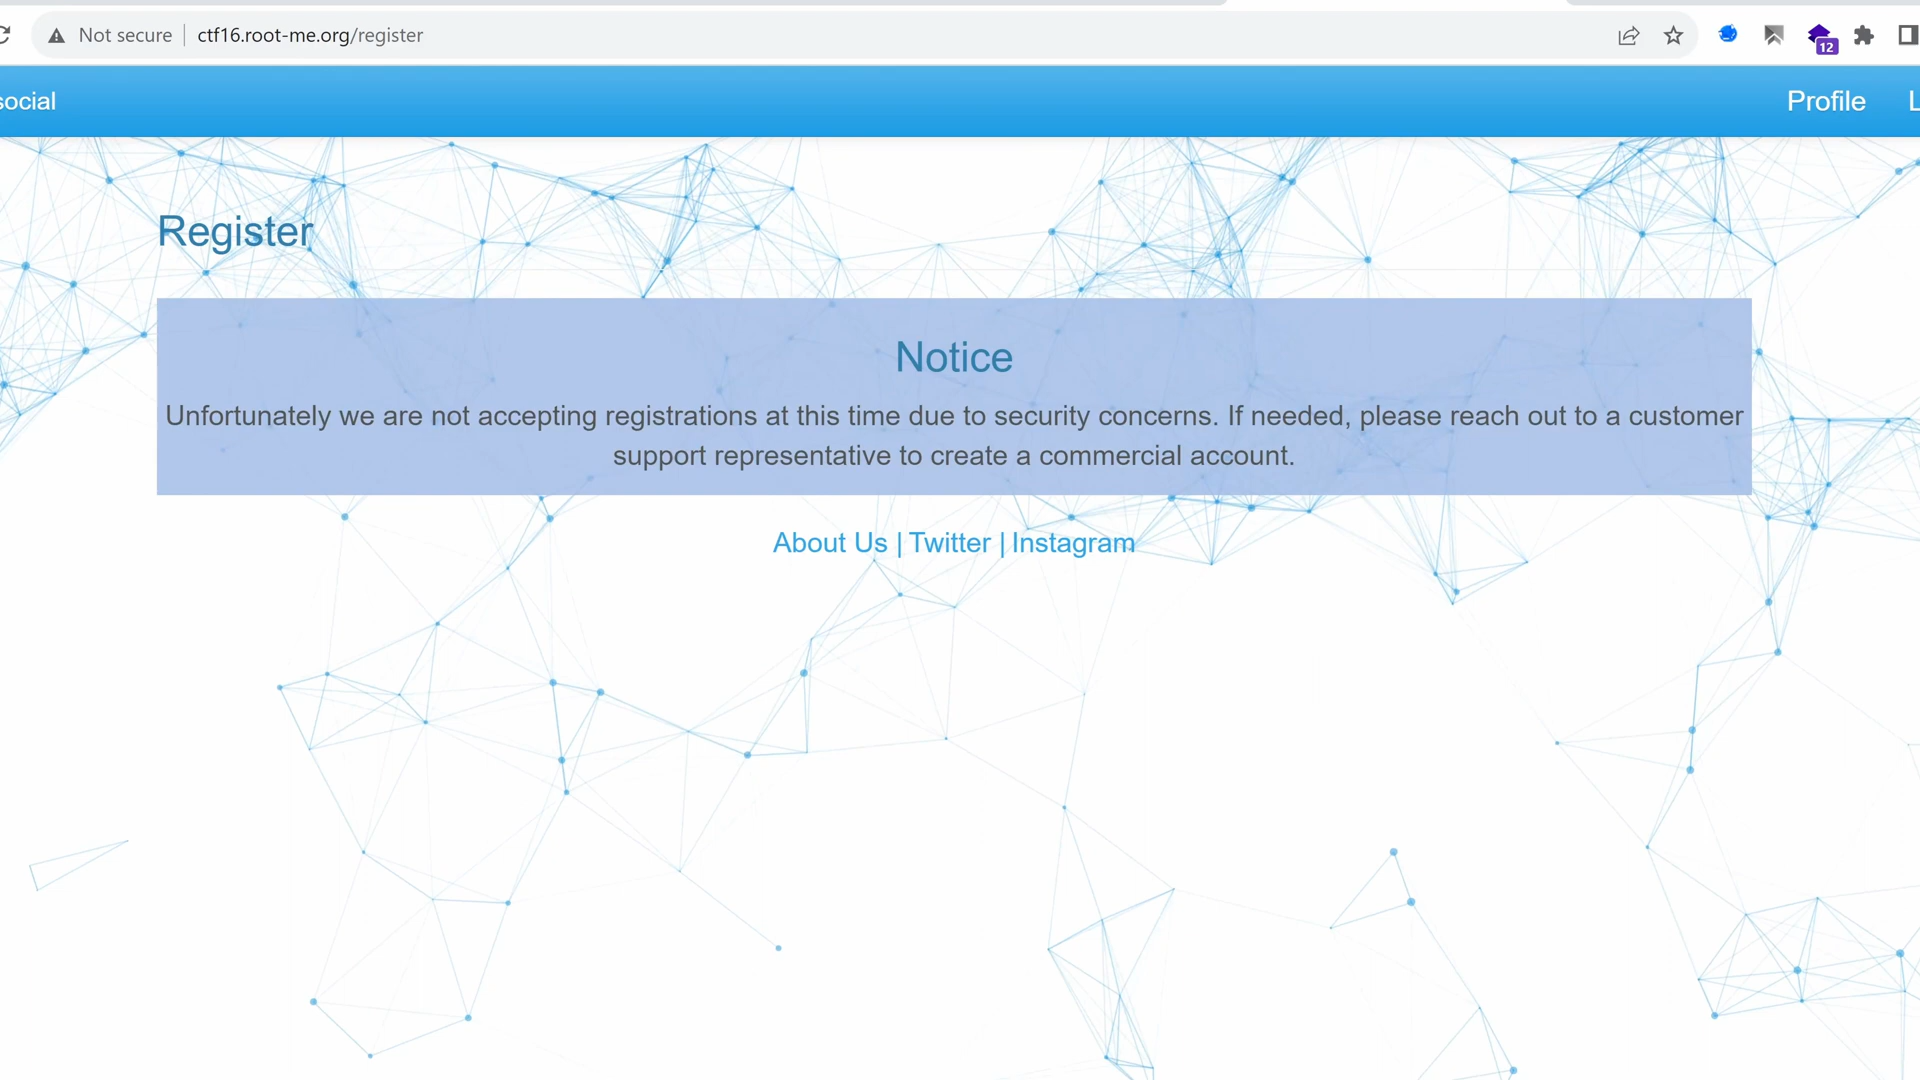 Not secure
ctf16.root-me.org/register
12
social
Profile
L
Register
Notice
Unfortunately we are not accepting registrations at this time due to security concerns. If needed, please reach out to a customer
support representative to create a commercial account.
About Us | Twitter | Instagram